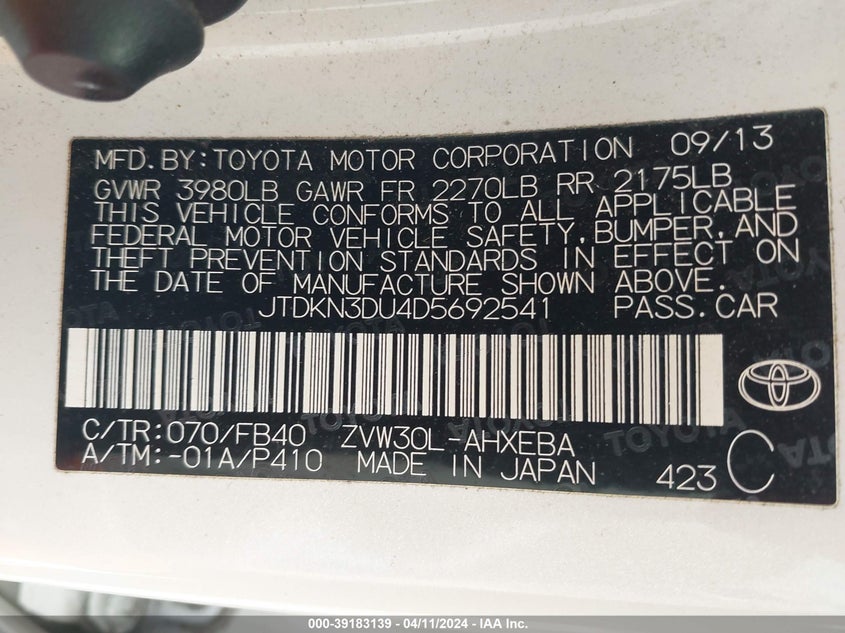 MFD.BY:TOYOTA MOTOR CORPORATION 09/13
GVWR 3980LB GAWR FR 2270LB RR 2175LB
THIS VEHICLE CONFORMS TO ALL APPLICABLE
FEDERAL MOTOR VEHICLE SAFETY,BUMPER,AND
THEFT PREVENTION STANDARDS IN EFFECT ON
THE DATE OF MANUFACTURE SHOWN ABOVE.
JTDKN3DU4D5692541 PASS.CAR
C/TR:070/FB40 ZVW30L-AHXEBA
A/TM:-01A/P410 MADE IN JAPAN 423 C
000-39183139 - 04/11/2024 - IAA Inc.